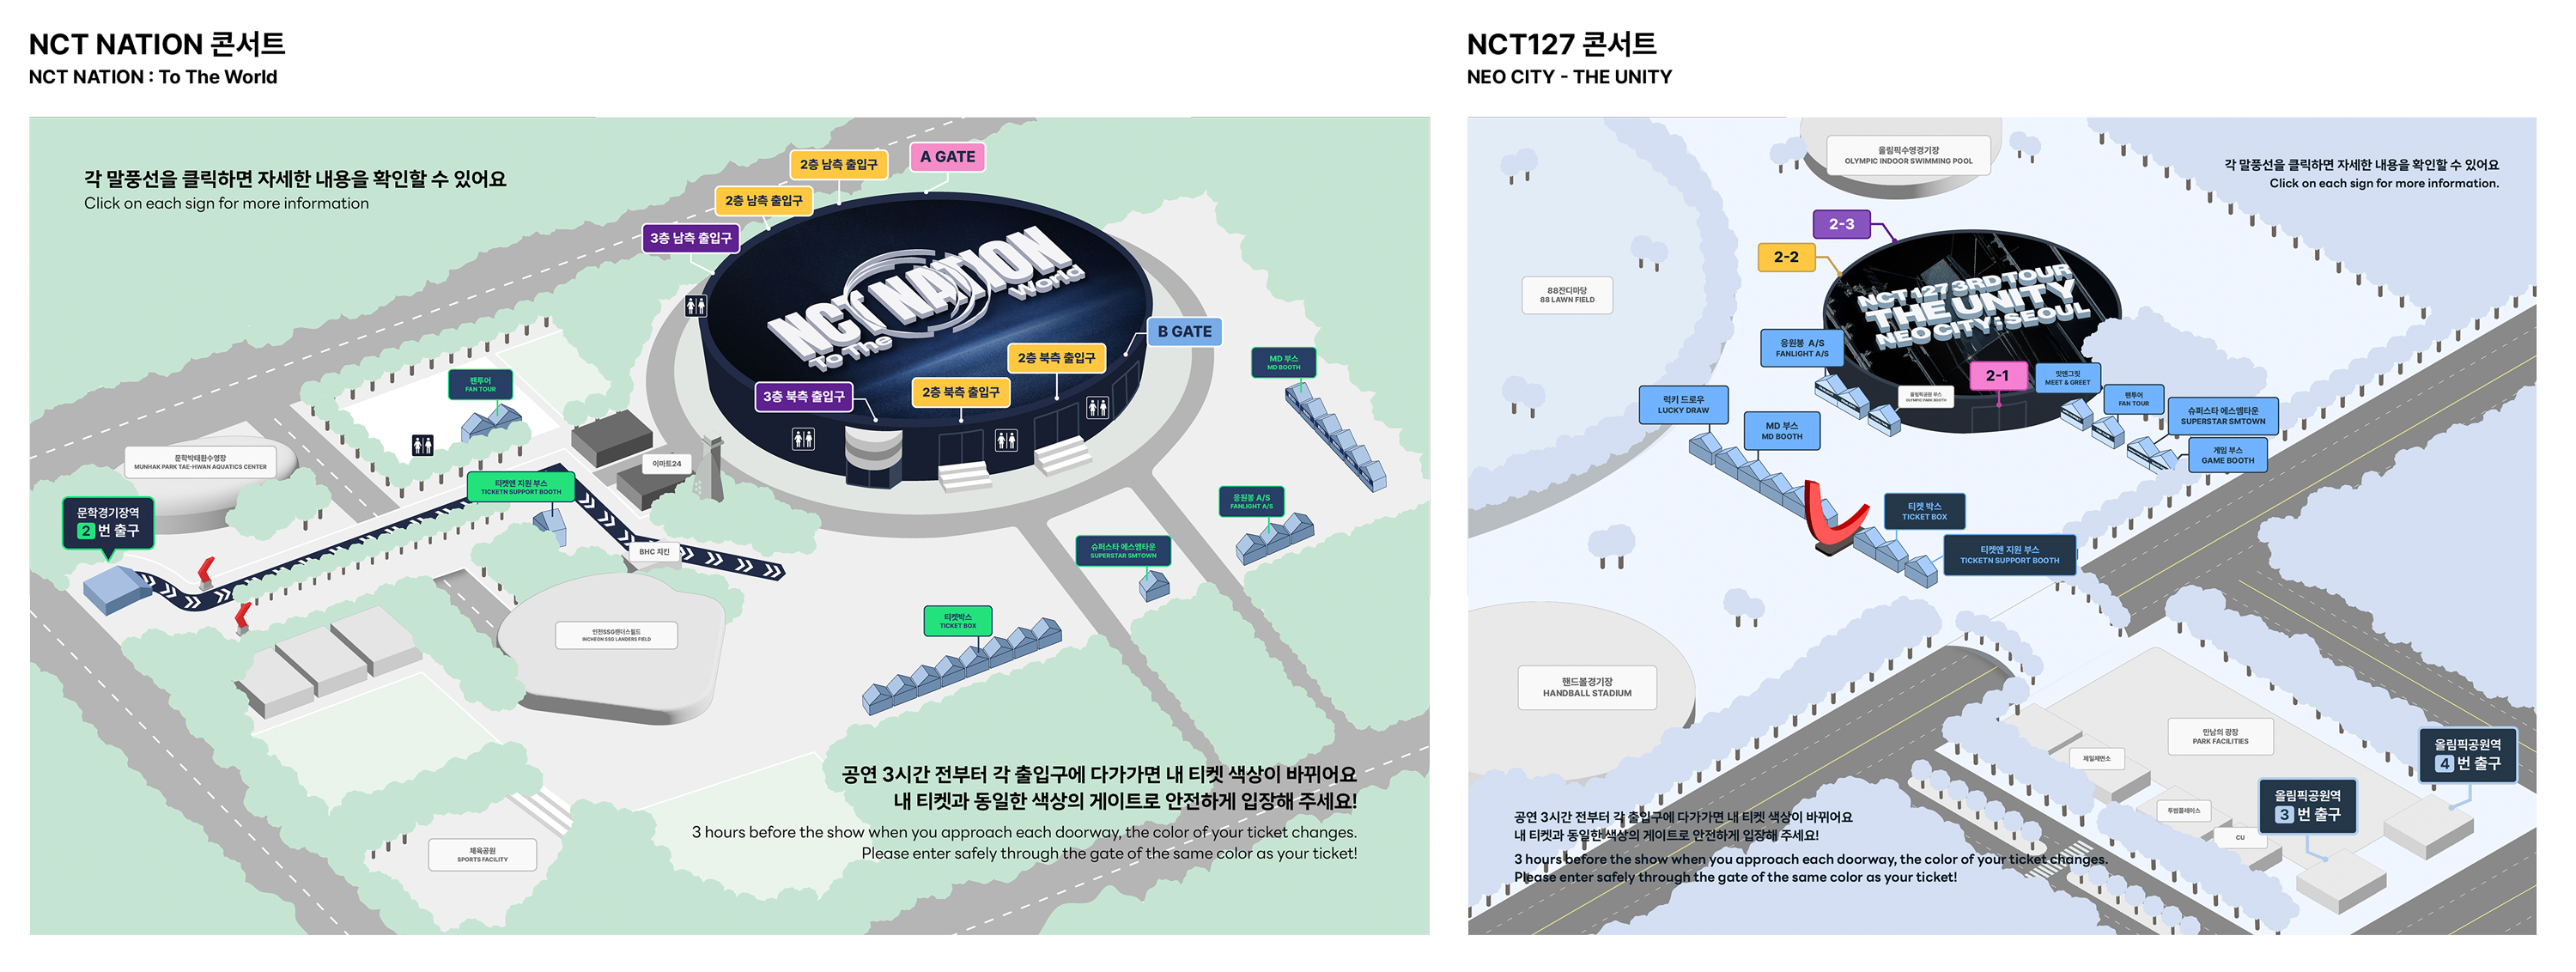 NCT NATION 콘서트
NCT NATION : To The World
각 말풍선을 클릭하면 자세한 내용을 확인할 수 있어요
Click on each sign for more information
2층 남측 출입구
A GATE
2층 남측 출입구
3층 남측 출입구
NCT NATION
To The World
B GATE
2층 북측 출입구
2층 북측 출입구
3층 북측 출입구
MD 부스
MD BOOTH
팬투어
FAN TOUR
문학박태환수영장
MUNHAK PARK TAE-HWAN AQUATICS CENTER
이마트24
티켓앤 지원 부스
TICKETN SUPPORT BOOTH
문학경기장역
2 번 출구
응원봉 A/S
FANLIGHT A/S
BHC 치킨
슈퍼스타 에스엠타운
SUPERSTAR SMTOWN
티켓박스
TICKET BOX
인천SSG랜더스필드
INCHEON SSG LANDERS FIELD
체육공원
SPORTS FACILITY
공연 3시간 전부터 각 출입구에 다가가면 내 티켓 색상이 바뀌어요
내 티켓과 동일한 색상의 게이트로 안전하게 입장해 주세요!
3 hours before the show when you approach each doorway, the color of your ticket changes.
Please enter safely through the gate of the same color as your ticket!
NCT127 콘서트
NEO CITY - THE UNITY
올림픽수영경기장
OLYMPIC INDOOR SWIMMING POOL
각 말풍선을 클릭하면 자세한 내용을 확인할 수 있어요
Click on each sign for more information.
2-3
2-2
88잔디마당
88 LAWN FIELD
NCT 127 3RD TOUR
THE UNITY
NEO CITY : SEOUL
응원봉 A/S
FANLIGHT A/S
2-1
밋앤그릿
MEET & GREET
올림픽공원 부스
OLYMPIC PARK BOOTH
팬투어
FAN TOUR
럭키 드로우
LUCKY DRAW
슈퍼스타 에스엠타운
SUPERSTAR SMTOWN
MD 부스
MD BOOTH
게임 부스
GAME BOOTH
티켓 박스
TICKET BOX
티켓앤 지원 부스
TICKETN SUPPORT BOOTH
핸드볼경기장
HANDBALL STADIUM
만남의 광장
PARK FACILITIES
제일제면소
올림픽공원역
4 번 출구
투썸플레이스
올림픽공원역
3 번 출구
CU
공연 3시간 전부터 각 출입구에 다가가면 내 티켓 색상이 바뀌어요
내 티켓과 동일한 색상의 게이트로 안전하게 입장해 주세요!
3 hours before the show when you approach each doorway, the color of your ticket changes.
Please enter safely through the gate of the same color as your ticket!